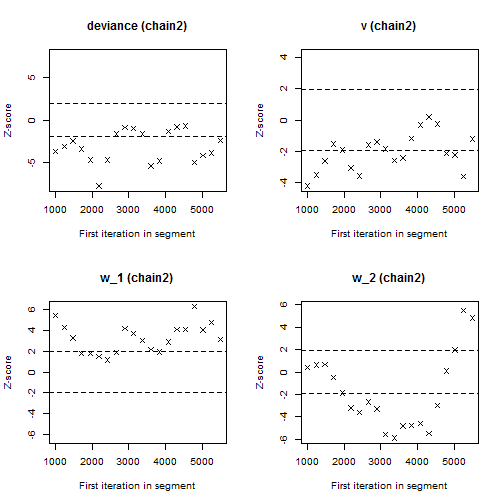 deviance (chain2)
5
0
-5
Z-score
1000 2000 3000 4000 5000
First iteration in segment
v (chain2)
4
2
0
-2
-4
Z-score
1000 2000 3000 4000 5000
First iteration in segment
w_1 (chain2)
6
4
2
0
-2
-4
-6
Z-score
1000 2000 3000 4000 5000
First iteration in segment
w_2 (chain2)
6
4
2
0
-2
-4
-6
Z-score
1000 2000 3000 4000 5000
First iteration in segment